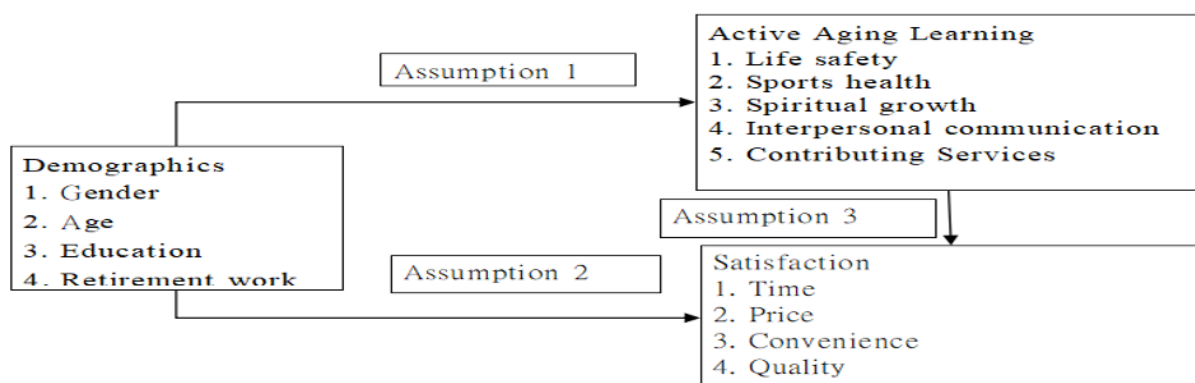 Active Aging Learning
1. Life safety
2. Sports health
3. Spiritual growth
4. Interpersonal communication
5. Contributing Services
Assumption 1
Demographics
1. Gender
2. Age
3. Education
4. Retirement work
Assumption 3
Assumption 2
Satisfaction
1. Time
2. Price
3. Convenience
4. Quality